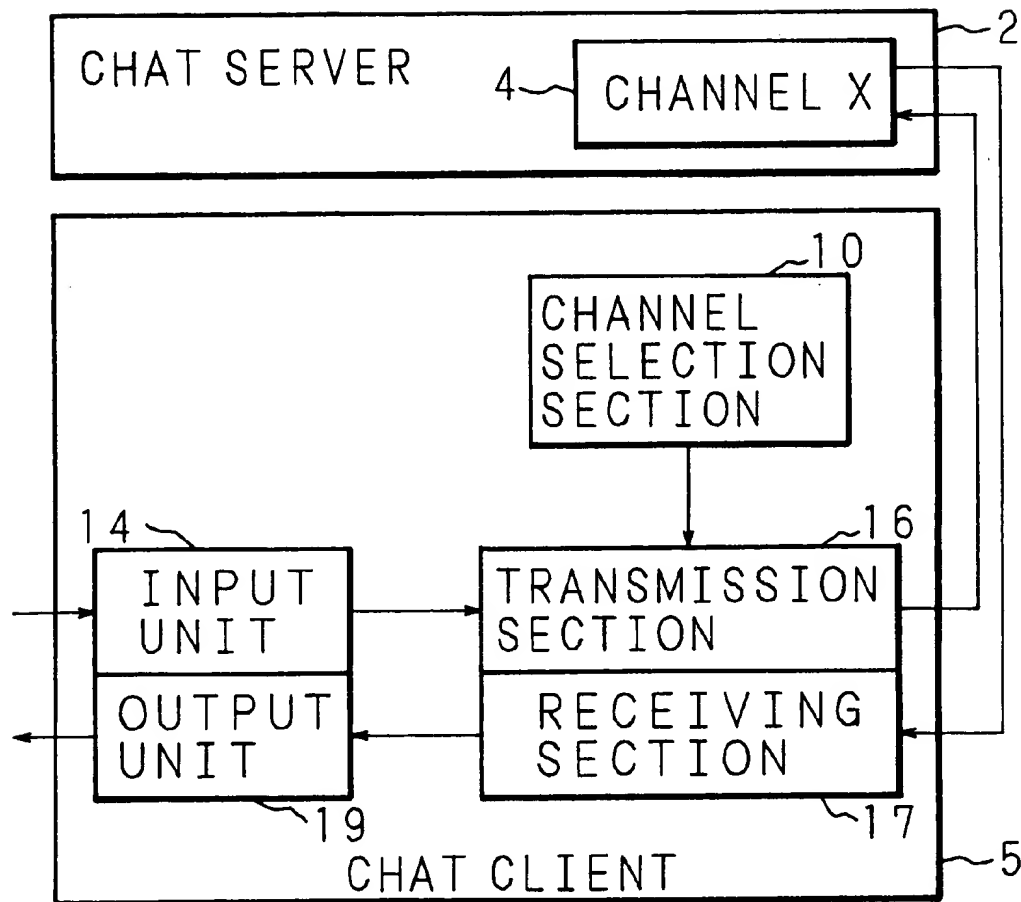 2
CHAT SERVER
4
CHANNEL X
10
CHANNEL
SELECTION
SECTION
14
16
INPUT
UNIT
TRANSMISSION
SECTION
OUTPUT
UNIT
RECEIVING
SECTION
19
17
CHAT CLIENT
5